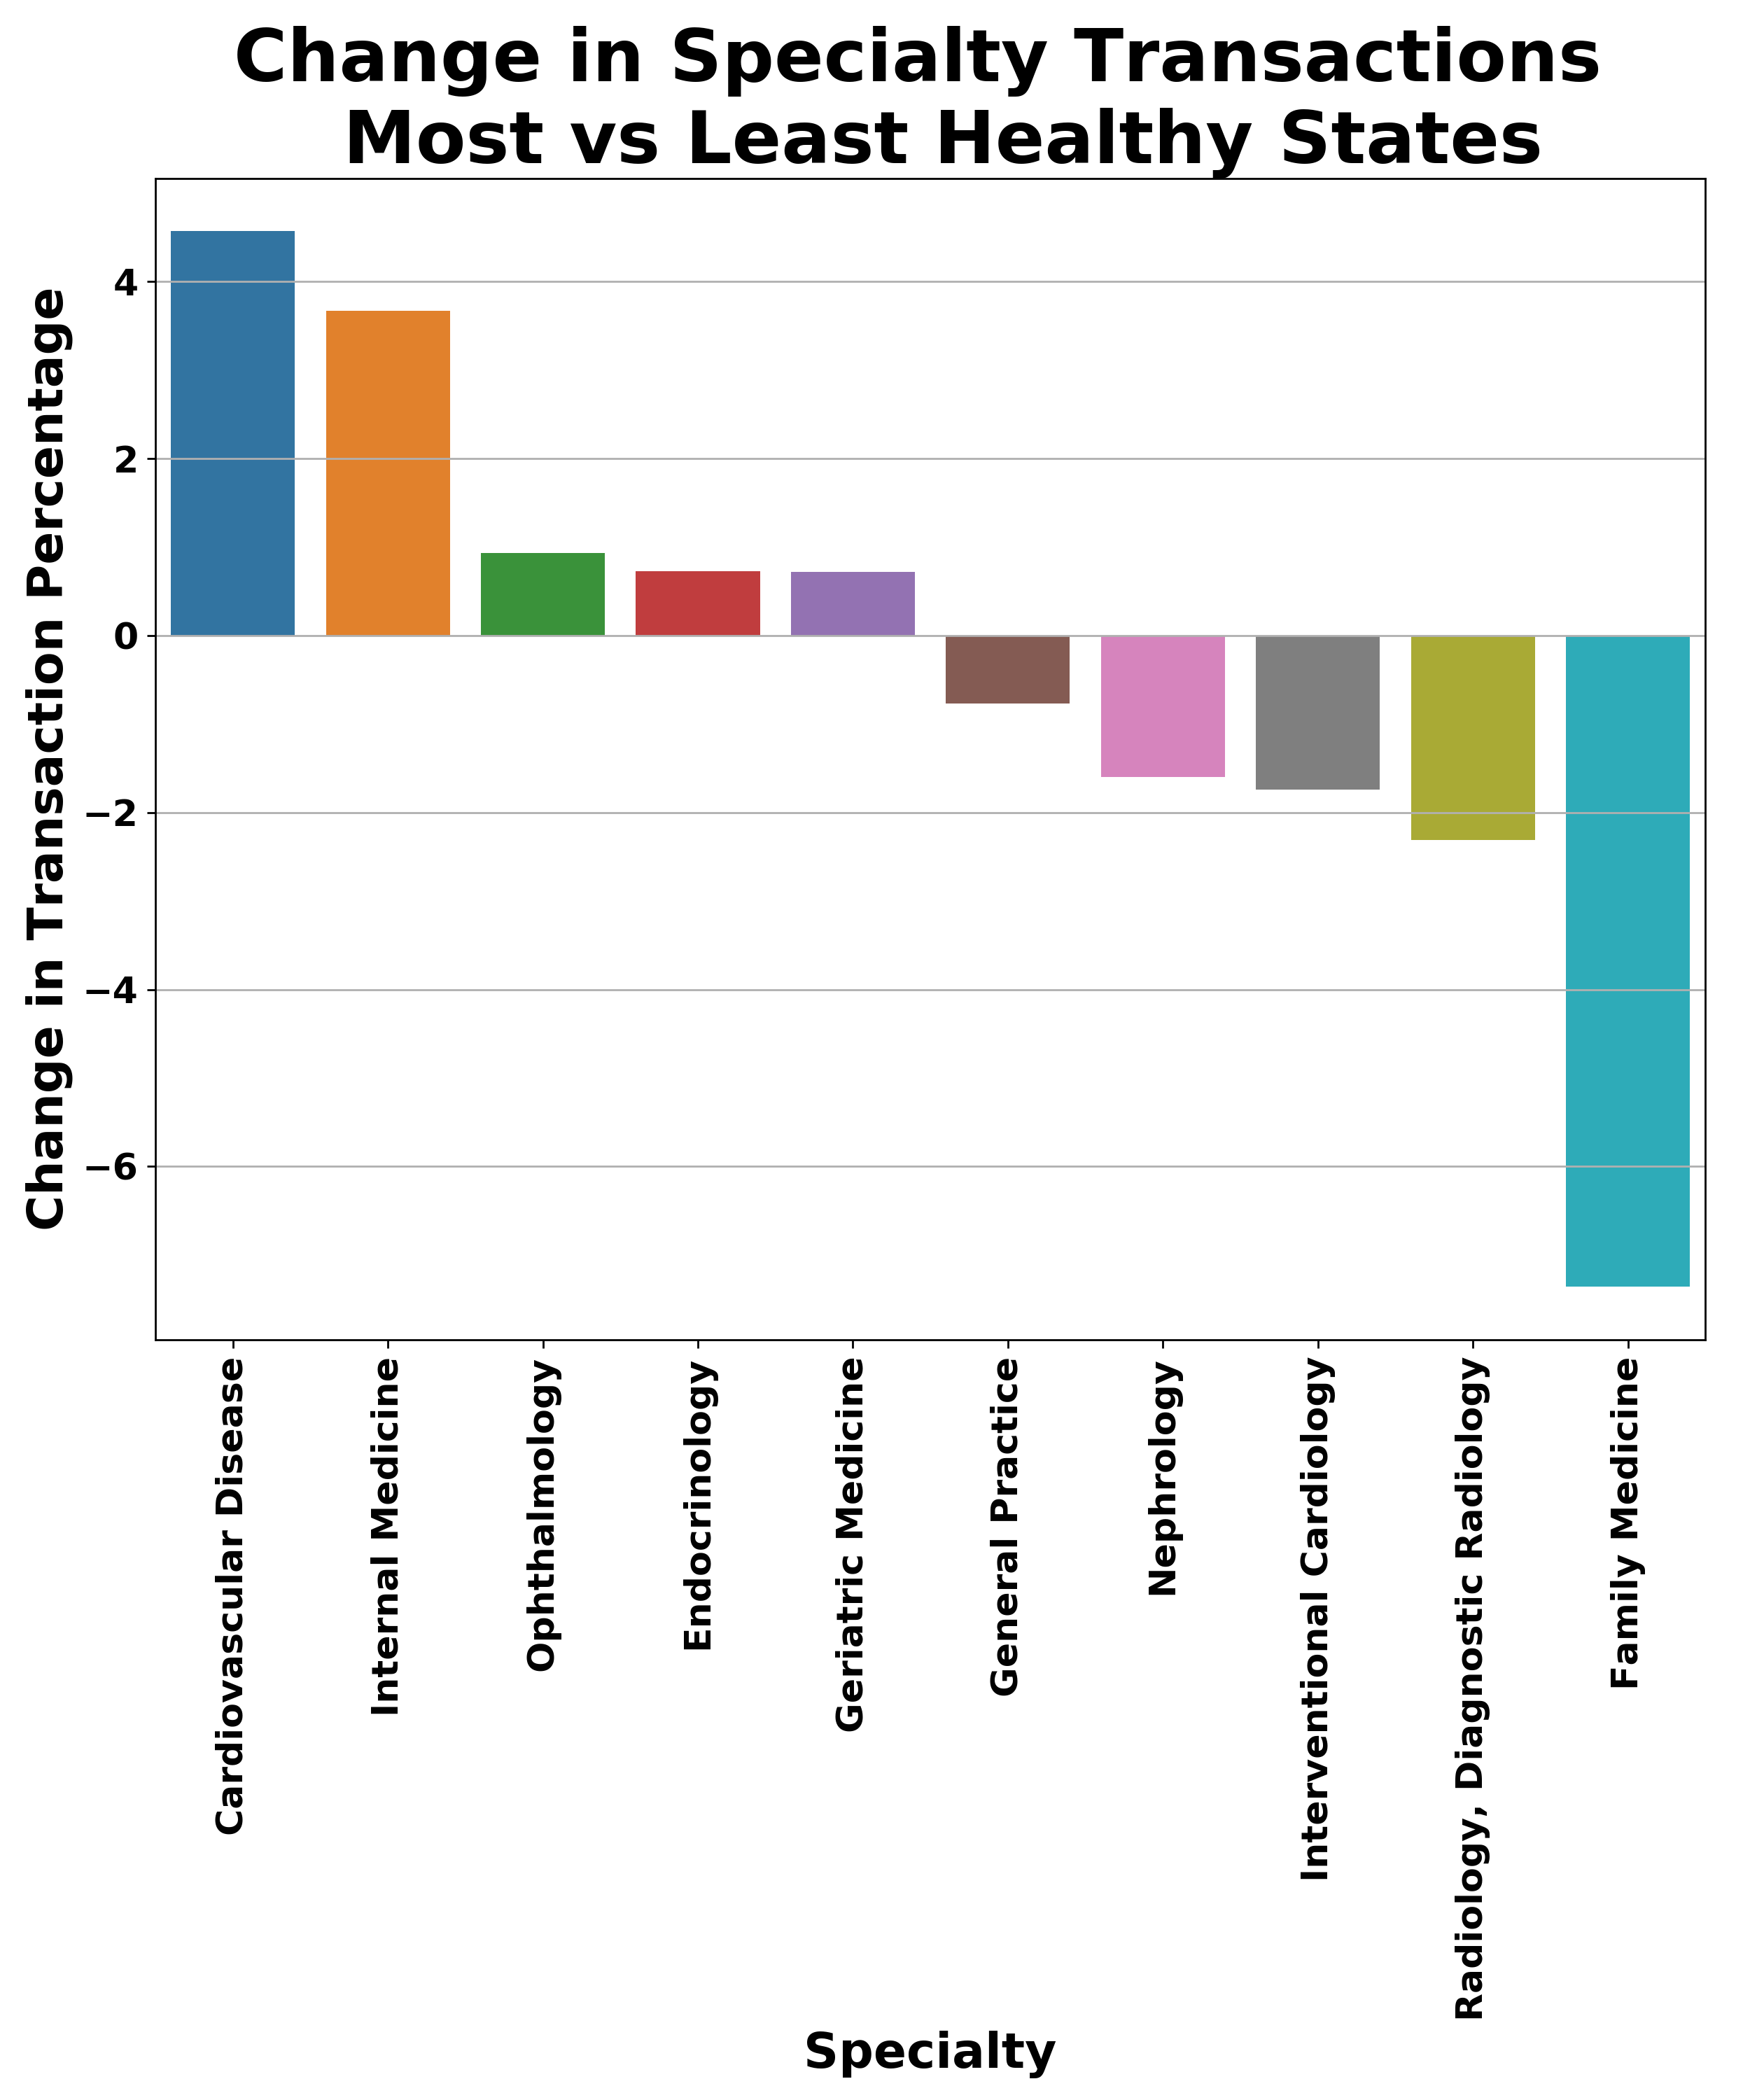 Change in Specialty Transactions
Most vs Least Healthy States
Change in Transaction Percentage
4
2
0
−2
−4
−6
Cardiovascular Disease
Internal Medicine
Ophthalmology
Endocrinology
Geriatric Medicine
General Practice
Nephrology
Interventional Cardiology
Radiology, Diagnostic Radiology
Family Medicine
Specialty